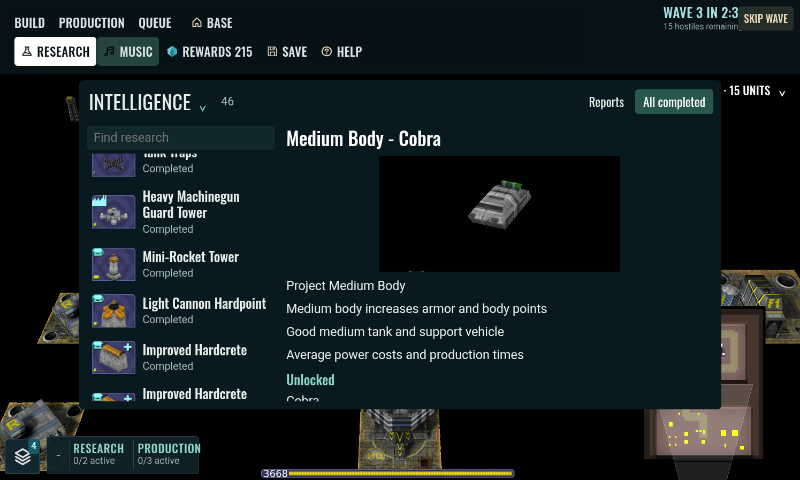 BUILD PRODUCTION QUEUE BASE
WAVE 3 IN 2:3
15 hostiles remainin
SKIP WAVE
RESEARCH MUSIC REWARDS 215 SAVE HELP
· 15 UNITS
INTELLIGENCE 46
Reports All completed
Find research
Tank Traps
Completed
Heavy Machinegun
Guard Tower
Completed
Mini-Rocket Tower
Completed
Light Cannon Hardpoint
Completed
Improved Hardcrete
Completed
Improved Hardcrete
Medium Body - Cobra
Project Medium Body
Medium body increases armor and body points
Good medium tank and support vehicle
Average power costs and production times
Unlocked
Cobra
F1
4
- RESEARCH PRODUCTION
0/2 active 0/3 active
3668